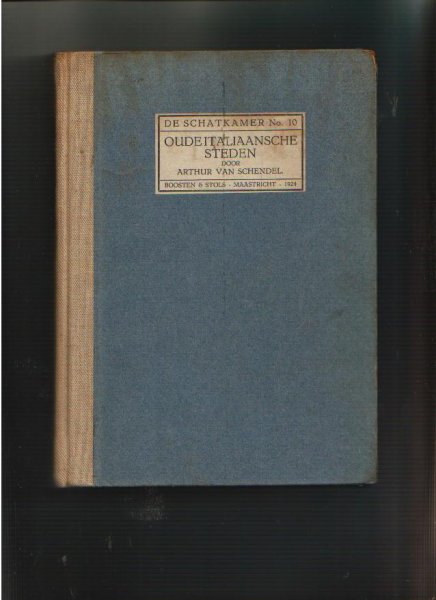 DE SCHATKAMER No. 10
OUDE ITALIAANSCHE
STEDEN
DOOR
ARTHUR VAN SCHENDEL
BOOSTEN & STOLS - MAASTRICHT - 1924